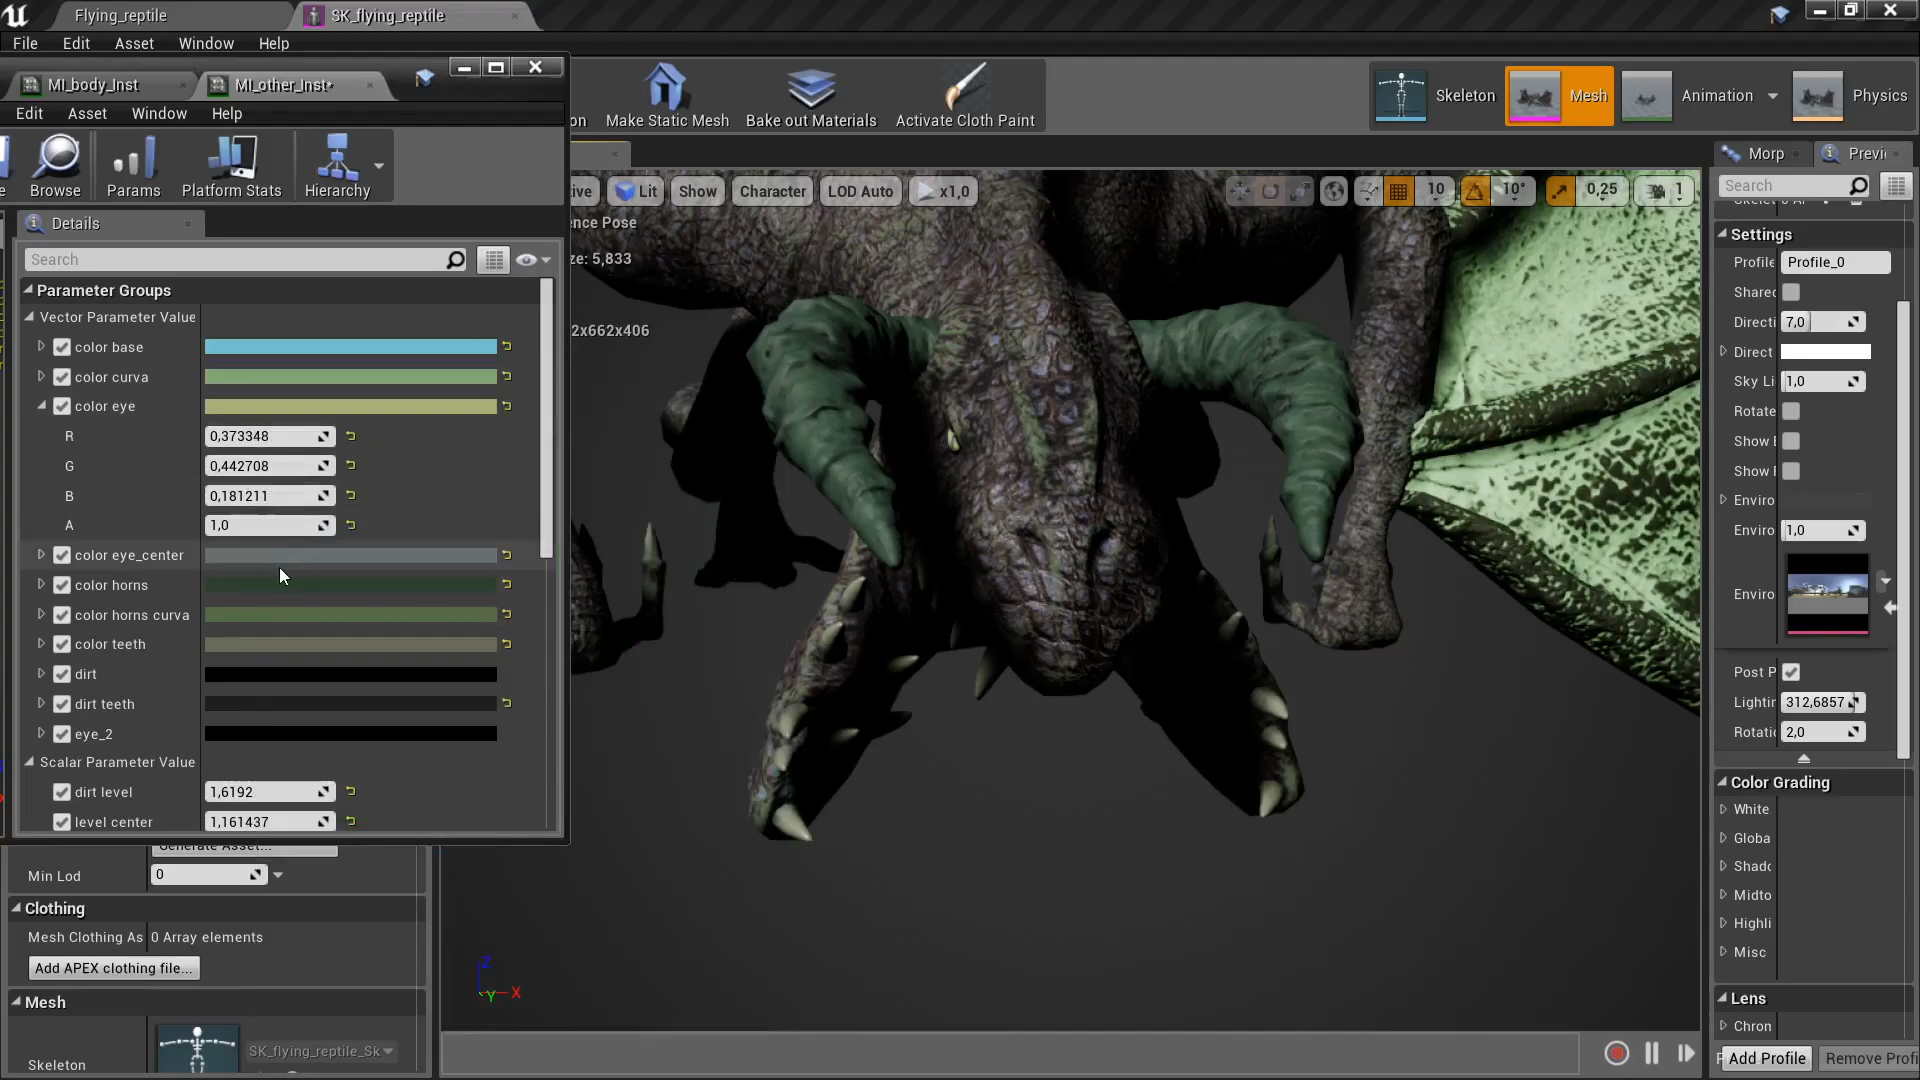 Flying_reptile
SK_flying_reptile
File Edit Asset Window Help
MI_body_Inst
MI_other_Inst*
Edit Asset Window Help
Browse
Params
Platform Stats
Hierarchy
Make Static Mesh
Bake out Materials
Activate Cloth Paint
Skeleton
Mesh
Animation
Physics
Details
Search
Parameter Groups
Vector Parameter Value
color base
color curva
color eye
R 0,373348
G 0,442708
B 0,181211
A 1,0
color eye_center
color horns
color horns curva
color teeth
dirt
dirt teeth
eye_2
Scalar Parameter Value
dirt level 1,6192
level center 1,161437
Min Lod 0
Clothing
Mesh Clothing As 0 Array elements
Add APEX clothing file...
Mesh
Skeleton SK_flying_reptile_Sk
Lit Show Character LOD Auto x1,0
10 10° 0,25 1
ence Pose
ze: 5,833
2x662x406
Z
Y X
Morp
Previ
Search
Settings
Profile Profile_0
Sharec
Directi 7,0
Direct
Sky Li 1,0
Rotate
Show
Show
Enviro
Enviro 1,0
Enviro
Post P
Lightir 312,6857
Rotatic 2,0
Color Grading
White
Globa
Shadc
Midto
Highli
Misc
Lens
Chron
Add Profile Remove Profi